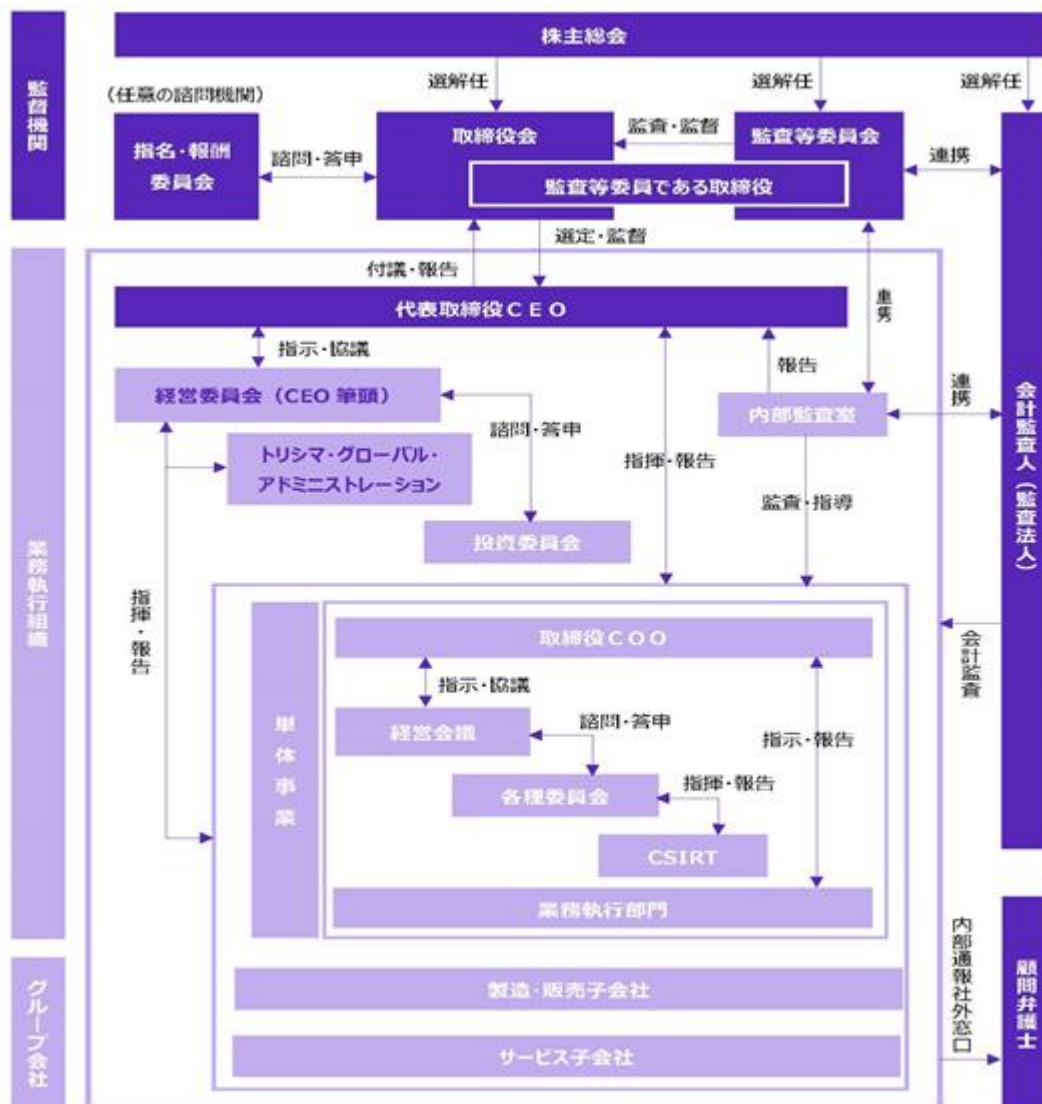 株主総会
監督機関
選解任
選解任
選解任
(任意の諮問機関)
指名・報酬
委員会
諮問・答申
取締役会
監査・監督
監査等委員会
連携
監査等委員である取締役
選定・監督
付議・報告
代表取締役CEO
連携
指示・協議
報告
経営委員会（CEO 筆頭）
内部監査室
連携
会計監査人（監査法人）
諮問・答申
トリシマ・グローバル・
アドミニストレーション
指揮・報告
監査・指導
投資委員会
業務執行組織
指揮・報告
取締役COO
会計監査
指示・協議
単体事業
経営会議
諮問・答申
指示・報告
各種委員会
指揮・報告
CSIRT
業務執行部門
グループ会社
製造・販売子会社
サービス子会社
内部通報社外窓口
顧問弁護士